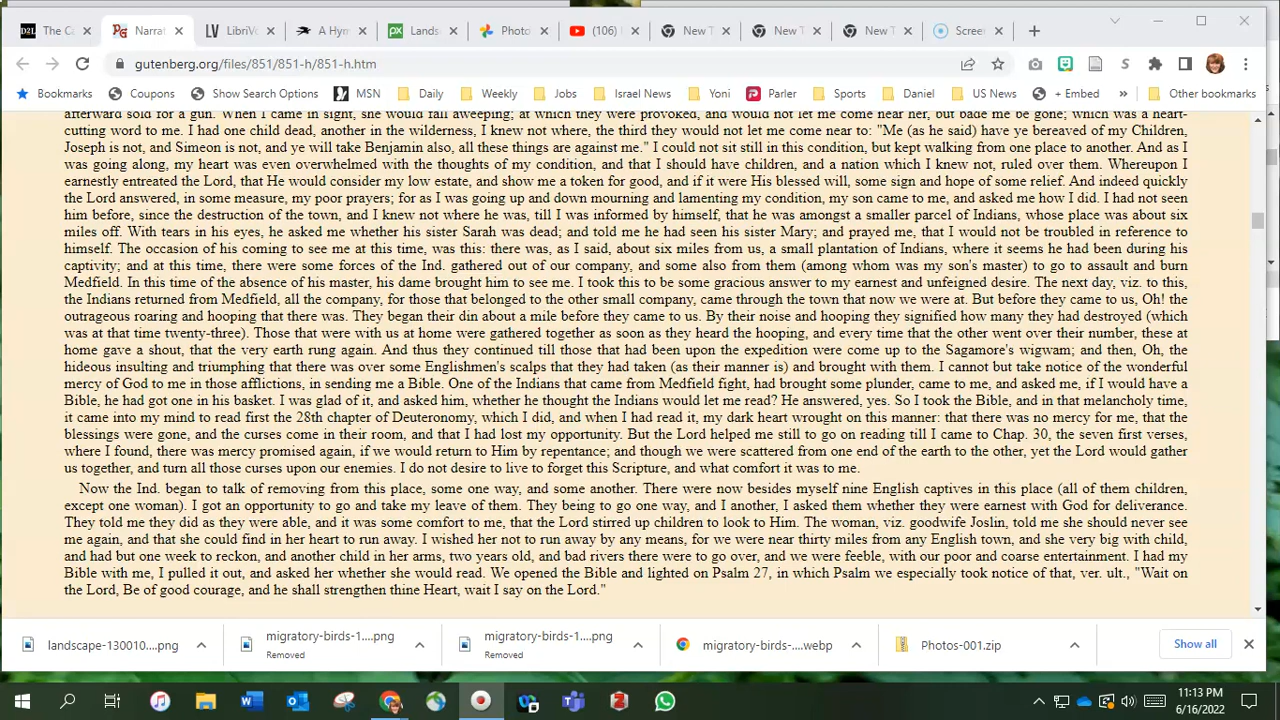 The C
Narrat
LibriVo
A Hym
Lands
Photo
(106)
New T
New T
New T
Scree
gutenberg.org/files/851/851-h/851-h.htm
Bookmarks Coupons Show Search Options MSN Daily Weekly Jobs Israel News Yoni Parler Sports Daniel US News + Embed » Other bookmarks
afterward sold for a gun. When I came in sight, she would fall aweeping; at which they were provoked, and would not let me come near her, but bade me be gone; which was a heart-
cutting word to me. I had one child dead, another in the wilderness, I knew not where, the third they would not let me come near to: "Me (as he said) have ye bereaved of my Children,
Joseph is not, and Simeon is not, and ye will take Benjamin also, all these things are against me." I could not sit still in this condition, but kept walking from one place to another. And as I
was going along, my heart was even overwhelmed with the thoughts of my condition, and that I should have children, and a nation which I knew not, ruled over them. Whereupon I
earnestly entreated the Lord, that He would consider my low estate, and show me a token for good, and if it were His blessed will, some sign and hope of some relief. And indeed quickly
the Lord answered, in some measure, my poor prayers; for as I was going up and down mourning and lamenting my condition, my son came to me, and asked me how I did. I had not seen
him before, since the destruction of the town, and I knew not where he was, till I was informed by himself, that he was amongst a smaller parcel of Indians, whose place was about six
miles off. With tears in his eyes, he asked me whether his sister Sarah was dead; and told me he had seen his sister Mary; and prayed me, that I would not be troubled in reference to
himself. The occasion of his coming to see me at this time, was this: there was, as I said, about six miles from us, a small plantation of Indians, where it seems he had been during his
captivity; and at this time, there were some forces of the Ind. gathered out of our company, and some also from them (among whom was my son's master) to go to assault and burn
Medfield. In this time of the absence of his master, his dame brought him to see me. I took this to be some gracious answer to my earnest and unfeigned desire. The next day, viz. to this,
the Indians returned from Medfield, all the company, for those that belonged to the other small company, came through the town that now we were at. But before they came to us, Oh! the
outrageous roaring and hooping that there was. They began their din about a mile before they came to us. By their noise and hooping they signified how many they had destroyed (which
was at that time twenty-three). Those that were with us at home were gathered together as soon as they heard the hooping, and every time that the other went over their number, these at
home gave a shout, that the very earth rung again. And thus they continued till those that had been upon the expedition were come up to the Sagamore's wigwam; and then, Oh, the
hideous insulting and triumphing that there was over some Englishmen's scalps that they had taken (as their manner is) and brought with them. I cannot but take notice of the wonderful
mercy of God to me in those afflictions, in sending me a Bible. One of the Indians that came from Medfield fight, had brought some plunder, came to me, and asked me, if I would have a
Bible, he had got one in his basket. I was glad of it, and asked him, whether he thought the Indians would let me read? He answered, yes. So I took the Bible, and in that melancholy time,
it came into my mind to read first the 28th chapter of Deuteronomy, which I did, and when I had read it, my dark heart wrought on this manner: that there was no mercy for me, that the
blessings were gone, and the curses come in their room, and that I had lost my opportunity. But the Lord helped me still to go on reading till I came to Chap. 30, the seven first verses,
where I found, there was mercy promised again, if we would return to Him by repentance; and though we were scattered from one end of the earth to the other, yet the Lord would gather
us together, and turn all those curses upon our enemies. I do not desire to live to forget this Scripture, and what comfort it was to me.
Now the Ind. began to talk of removing from this place, some one way, and some another. There were now besides myself nine English captives in this place (all of them children,
except one woman). I got an opportunity to go and take my leave of them. They being to go one way, and I another, I asked them whether they were earnest with God for deliverance.
They told me they did as they were able, and it was some comfort to me, that the Lord stirred up children to look to Him. The woman, viz. goodwife Joslin, told me she should never see
me again, and that she could find in her heart to run away. I wished her not to run away by any means, for we were near thirty miles from any English town, and she very big with child,
and had but one week to reckon, and another child in her arms, two years old, and bad rivers there were to go over, and we were feeble, with our poor and coarse entertainment. I had my
Bible with me, I pulled it out, and asked her whether she would read. We opened the Bible and lighted on Psalm 27, in which Psalm we especially took notice of that, ver. ult., "Wait on
the Lord, Be of good courage, and he shall strengthen thine Heart, wait I say on the Lord."
landscape-130010....png
migratory-birds-1....png
Removed
migratory-birds-1....png
Removed
migratory-birds-....webp
Photos-001.zip
Show all
11:13 PM
6/16/2022